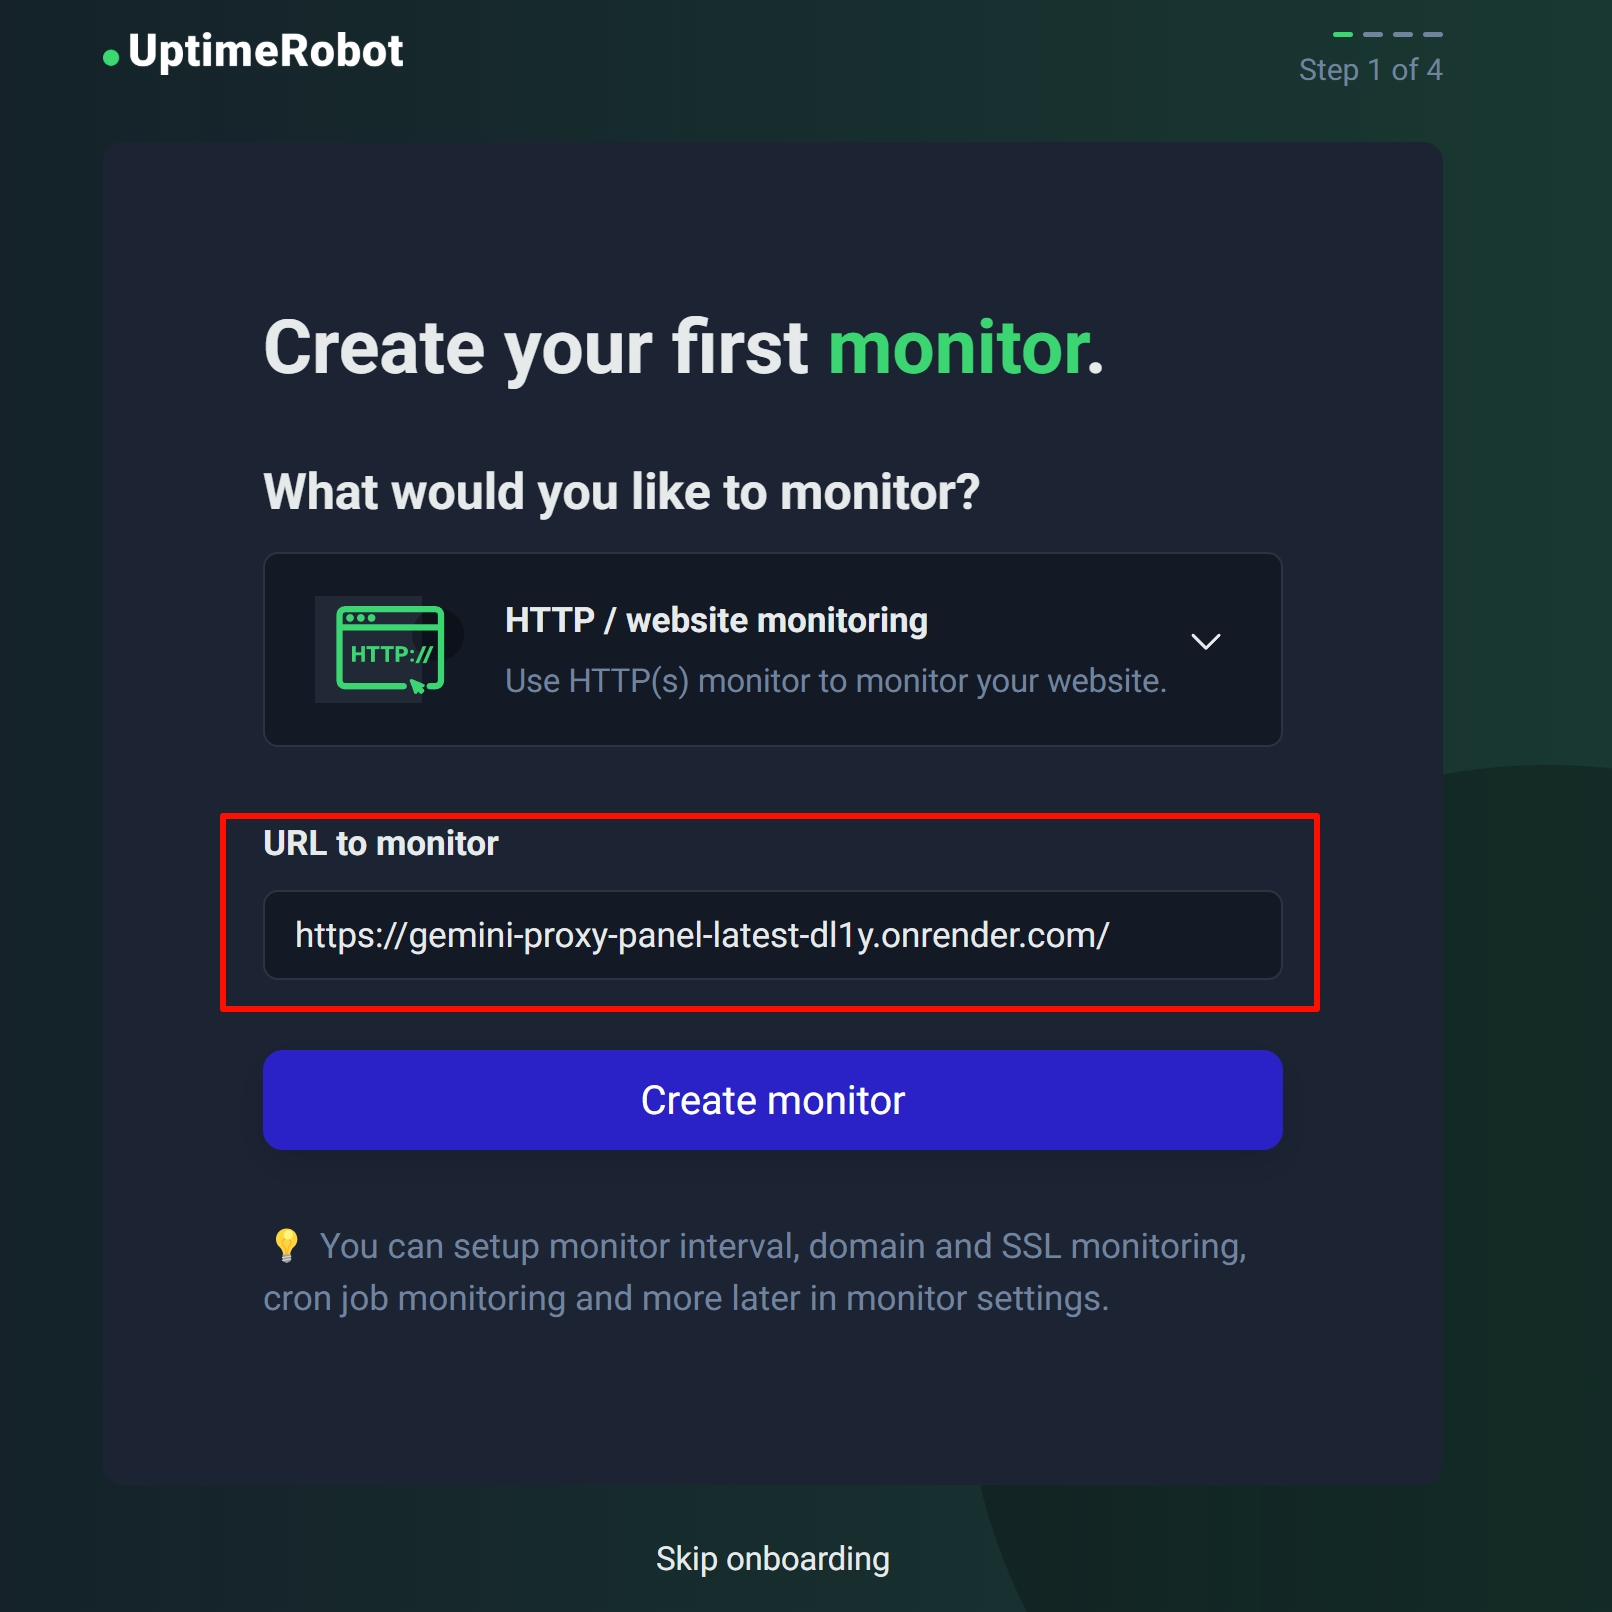 UptimeRobot
Step 1 of 4
Create your first monitor.
What would you like to monitor?
HTTP://
HTTP / website monitoring
Use HTTP(s) monitor to monitor your website.
URL to monitor
https://gemini-proxy-panel-latest-dl1y.onrender.com/
Create monitor
💡 You can setup monitor interval, domain and SSL monitoring,
cron job monitoring and more later in monitor settings.
Skip onboarding